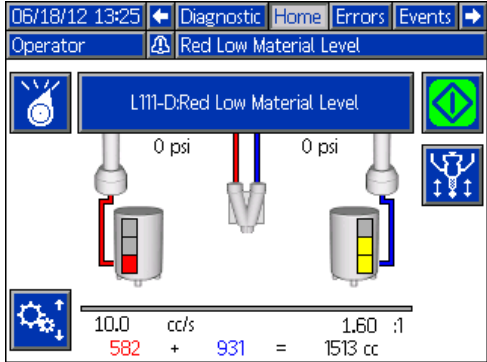 06/18/12 13:25 Diagnostic Home Errors Events
Operator Red Low Material Level
L111-D:Red Low Material Level
0 psi 0 psi
10.0 cc/s 1.60 :1
582 + 931 = 1513 cc